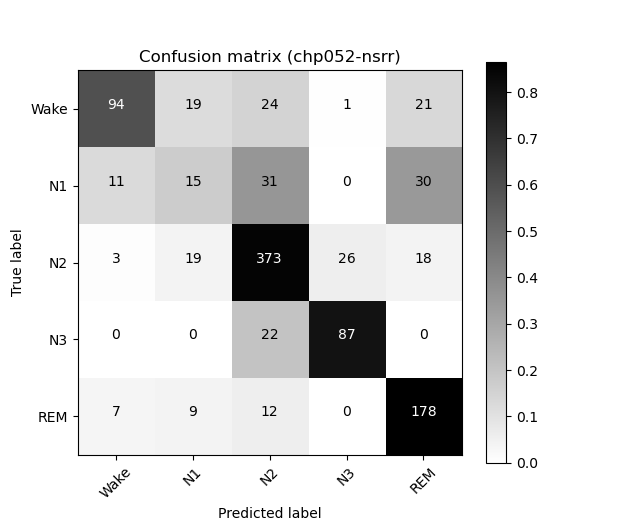 Confusion matrix (chp052-nsrr)
Wake 94 19 24 1 21
N1 11 15 31 0 30
N2 3 19 373 26 18
N3 0 0 22 87 0
REM 7 9 12 0 178
Wake N1 N2 N3 REM
Predicted label
True label
0.8
0.7
0.6
0.5
0.4
0.3
0.2
0.1
0.0